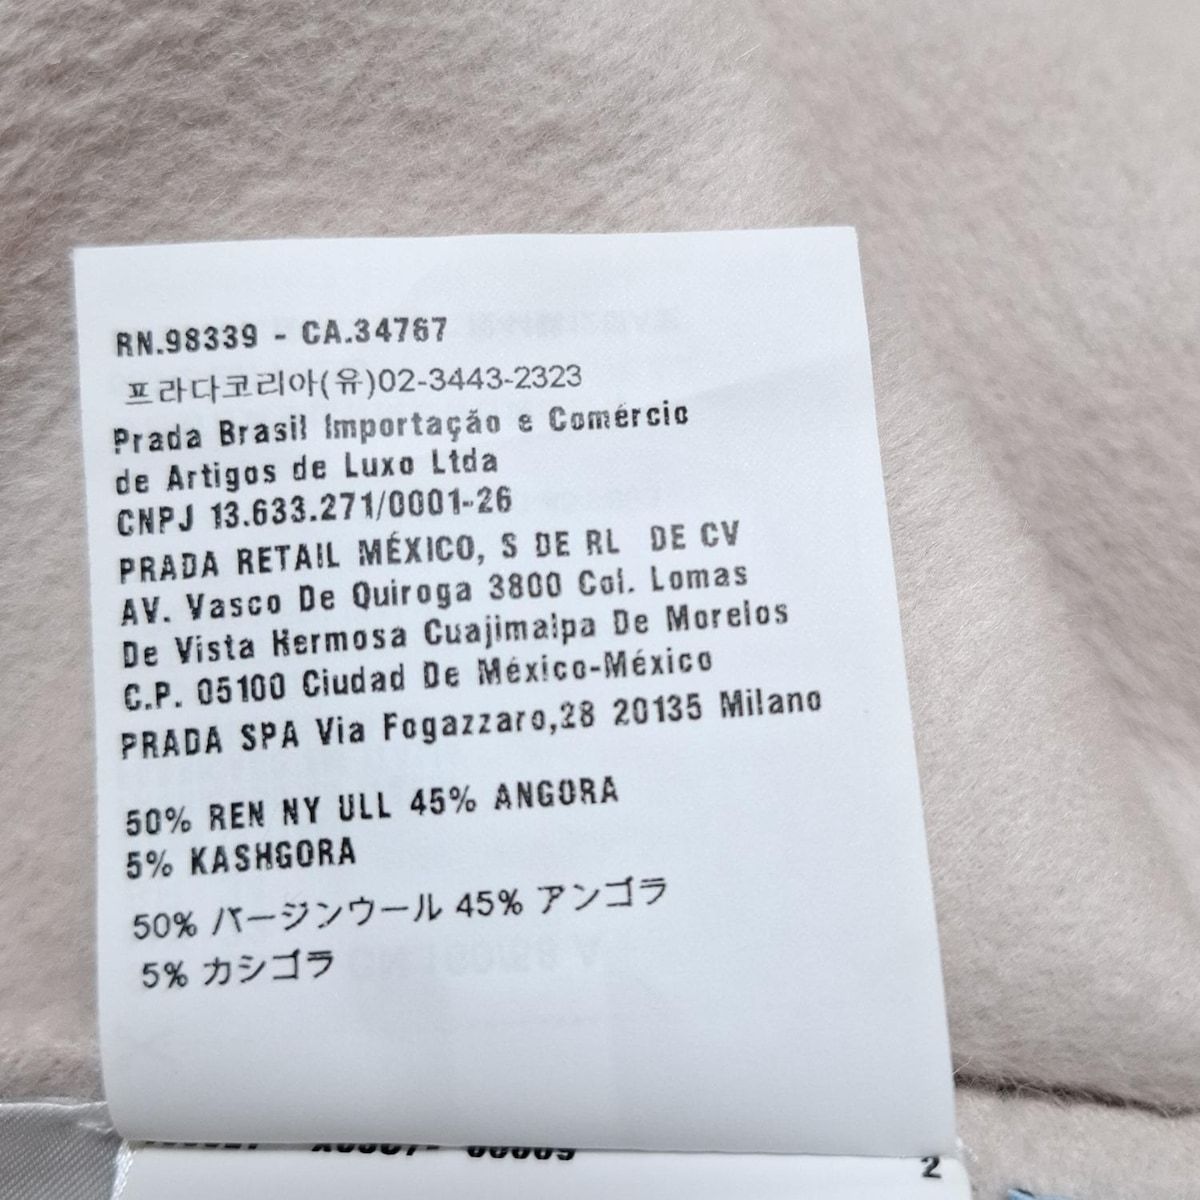 RN.98339 - CA.34767
프라다코리아(유)02-3443-2323
Prada Brasil Importação e Comércio
de Artigos de Luxo Ltda
CNPJ 13.633.271/0001-26
PRADA RETAIL MÉXICO, S DE RL DE CV
AV. Vasco De Quiroga 3800 Col. Lomas
De Vista Hermosa Cuajimalpa De Morelos
C.P. 05100 Ciudad De México-México
PRADA SPA Via Fogazzaro,28 20135 Milano
50% REN NY ULL 45% ANGORA
5% KASHGORA
50% バージンウール 45% アンゴラ
5% カシゴラ
2